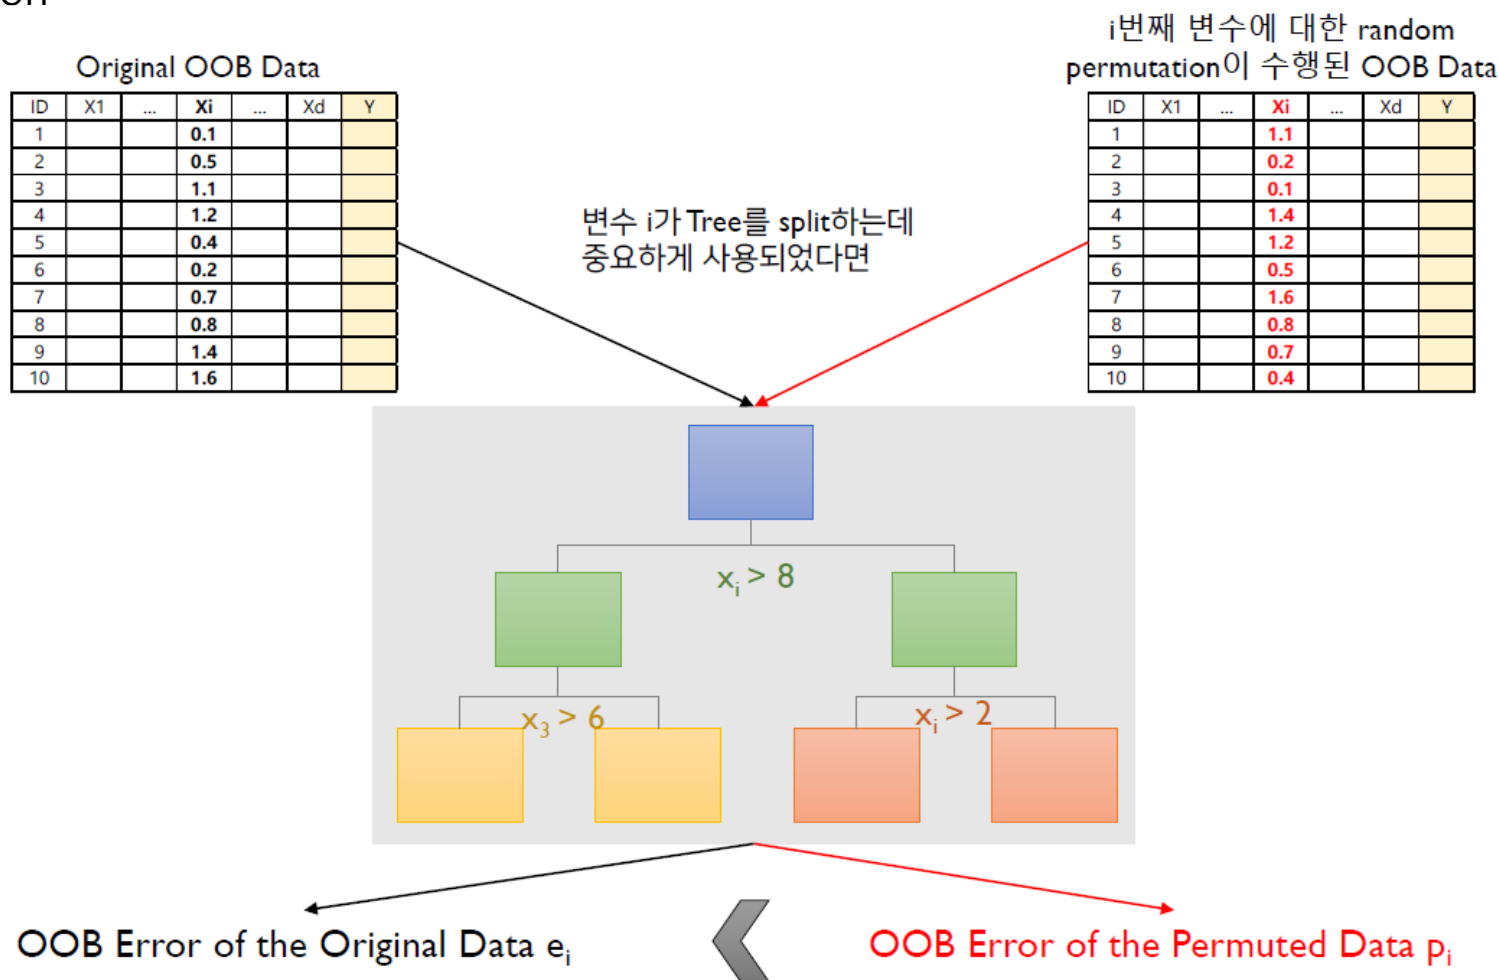 i번째 변수에 대한 random
permutation이 수행된 OOB Data
Original OOB Data
ID X1 ... Xi ... Xd Y
1 0.1
2 0.5
3 1.1
4 1.2
5 0.4
6 0.2
7 0.7
8 0.8
9 1.4
10 1.6
ID X1 ... Xi ... Xd Y
1 1.1
2 0.2
3 0.1
4 1.4
5 1.2
6 0.5
7 1.6
8 0.8
9 0.7
10 0.4
변수 i가 Tree를 split하는데
중요하게 사용되었다면
xi > 8
x3 > 6
xi > 2
OOB Error of the Original Data ei
OOB Error of the Permuted Data pi